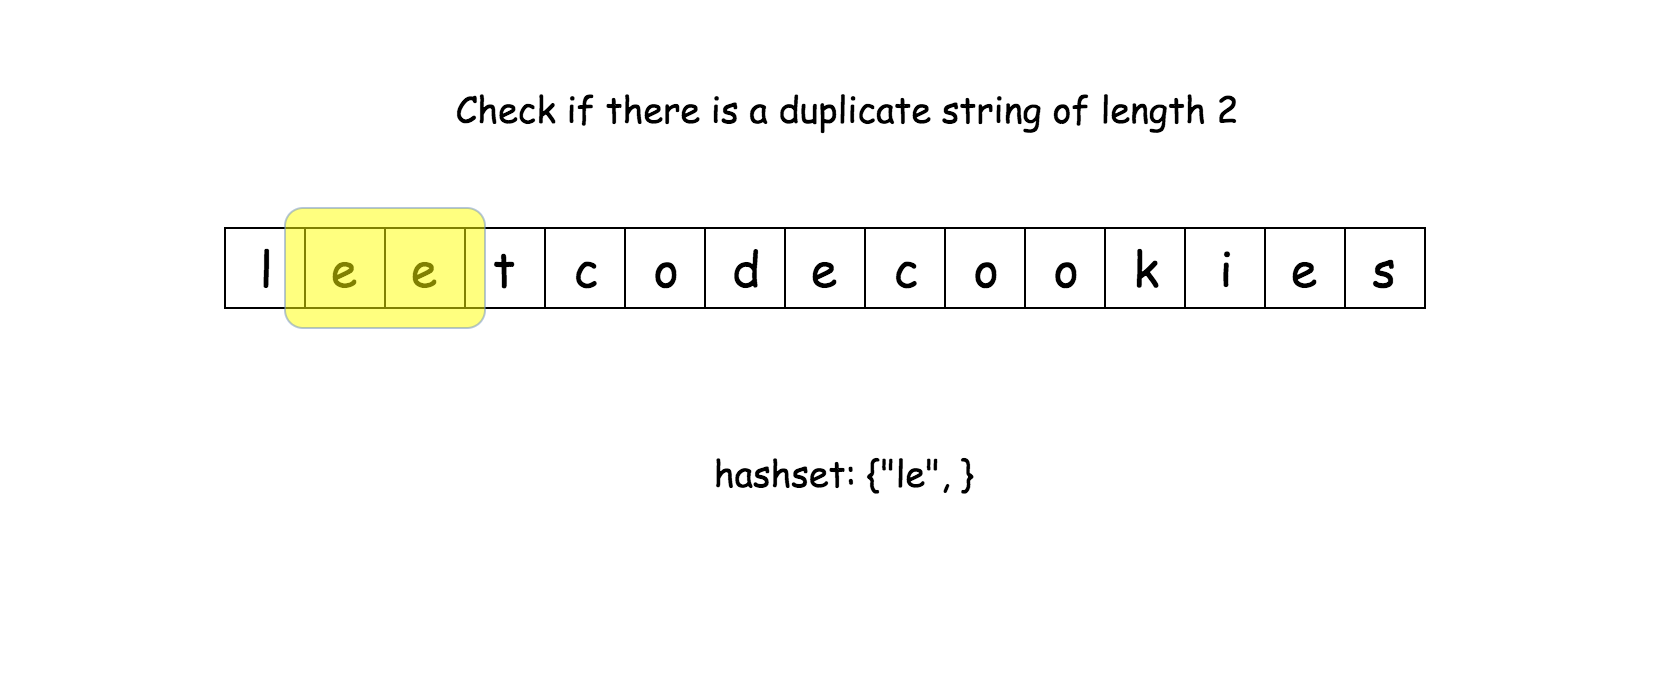 Check if there is a duplicate string of length 2
l e e t c o d e c o o k i e s
hashset: {"le", }